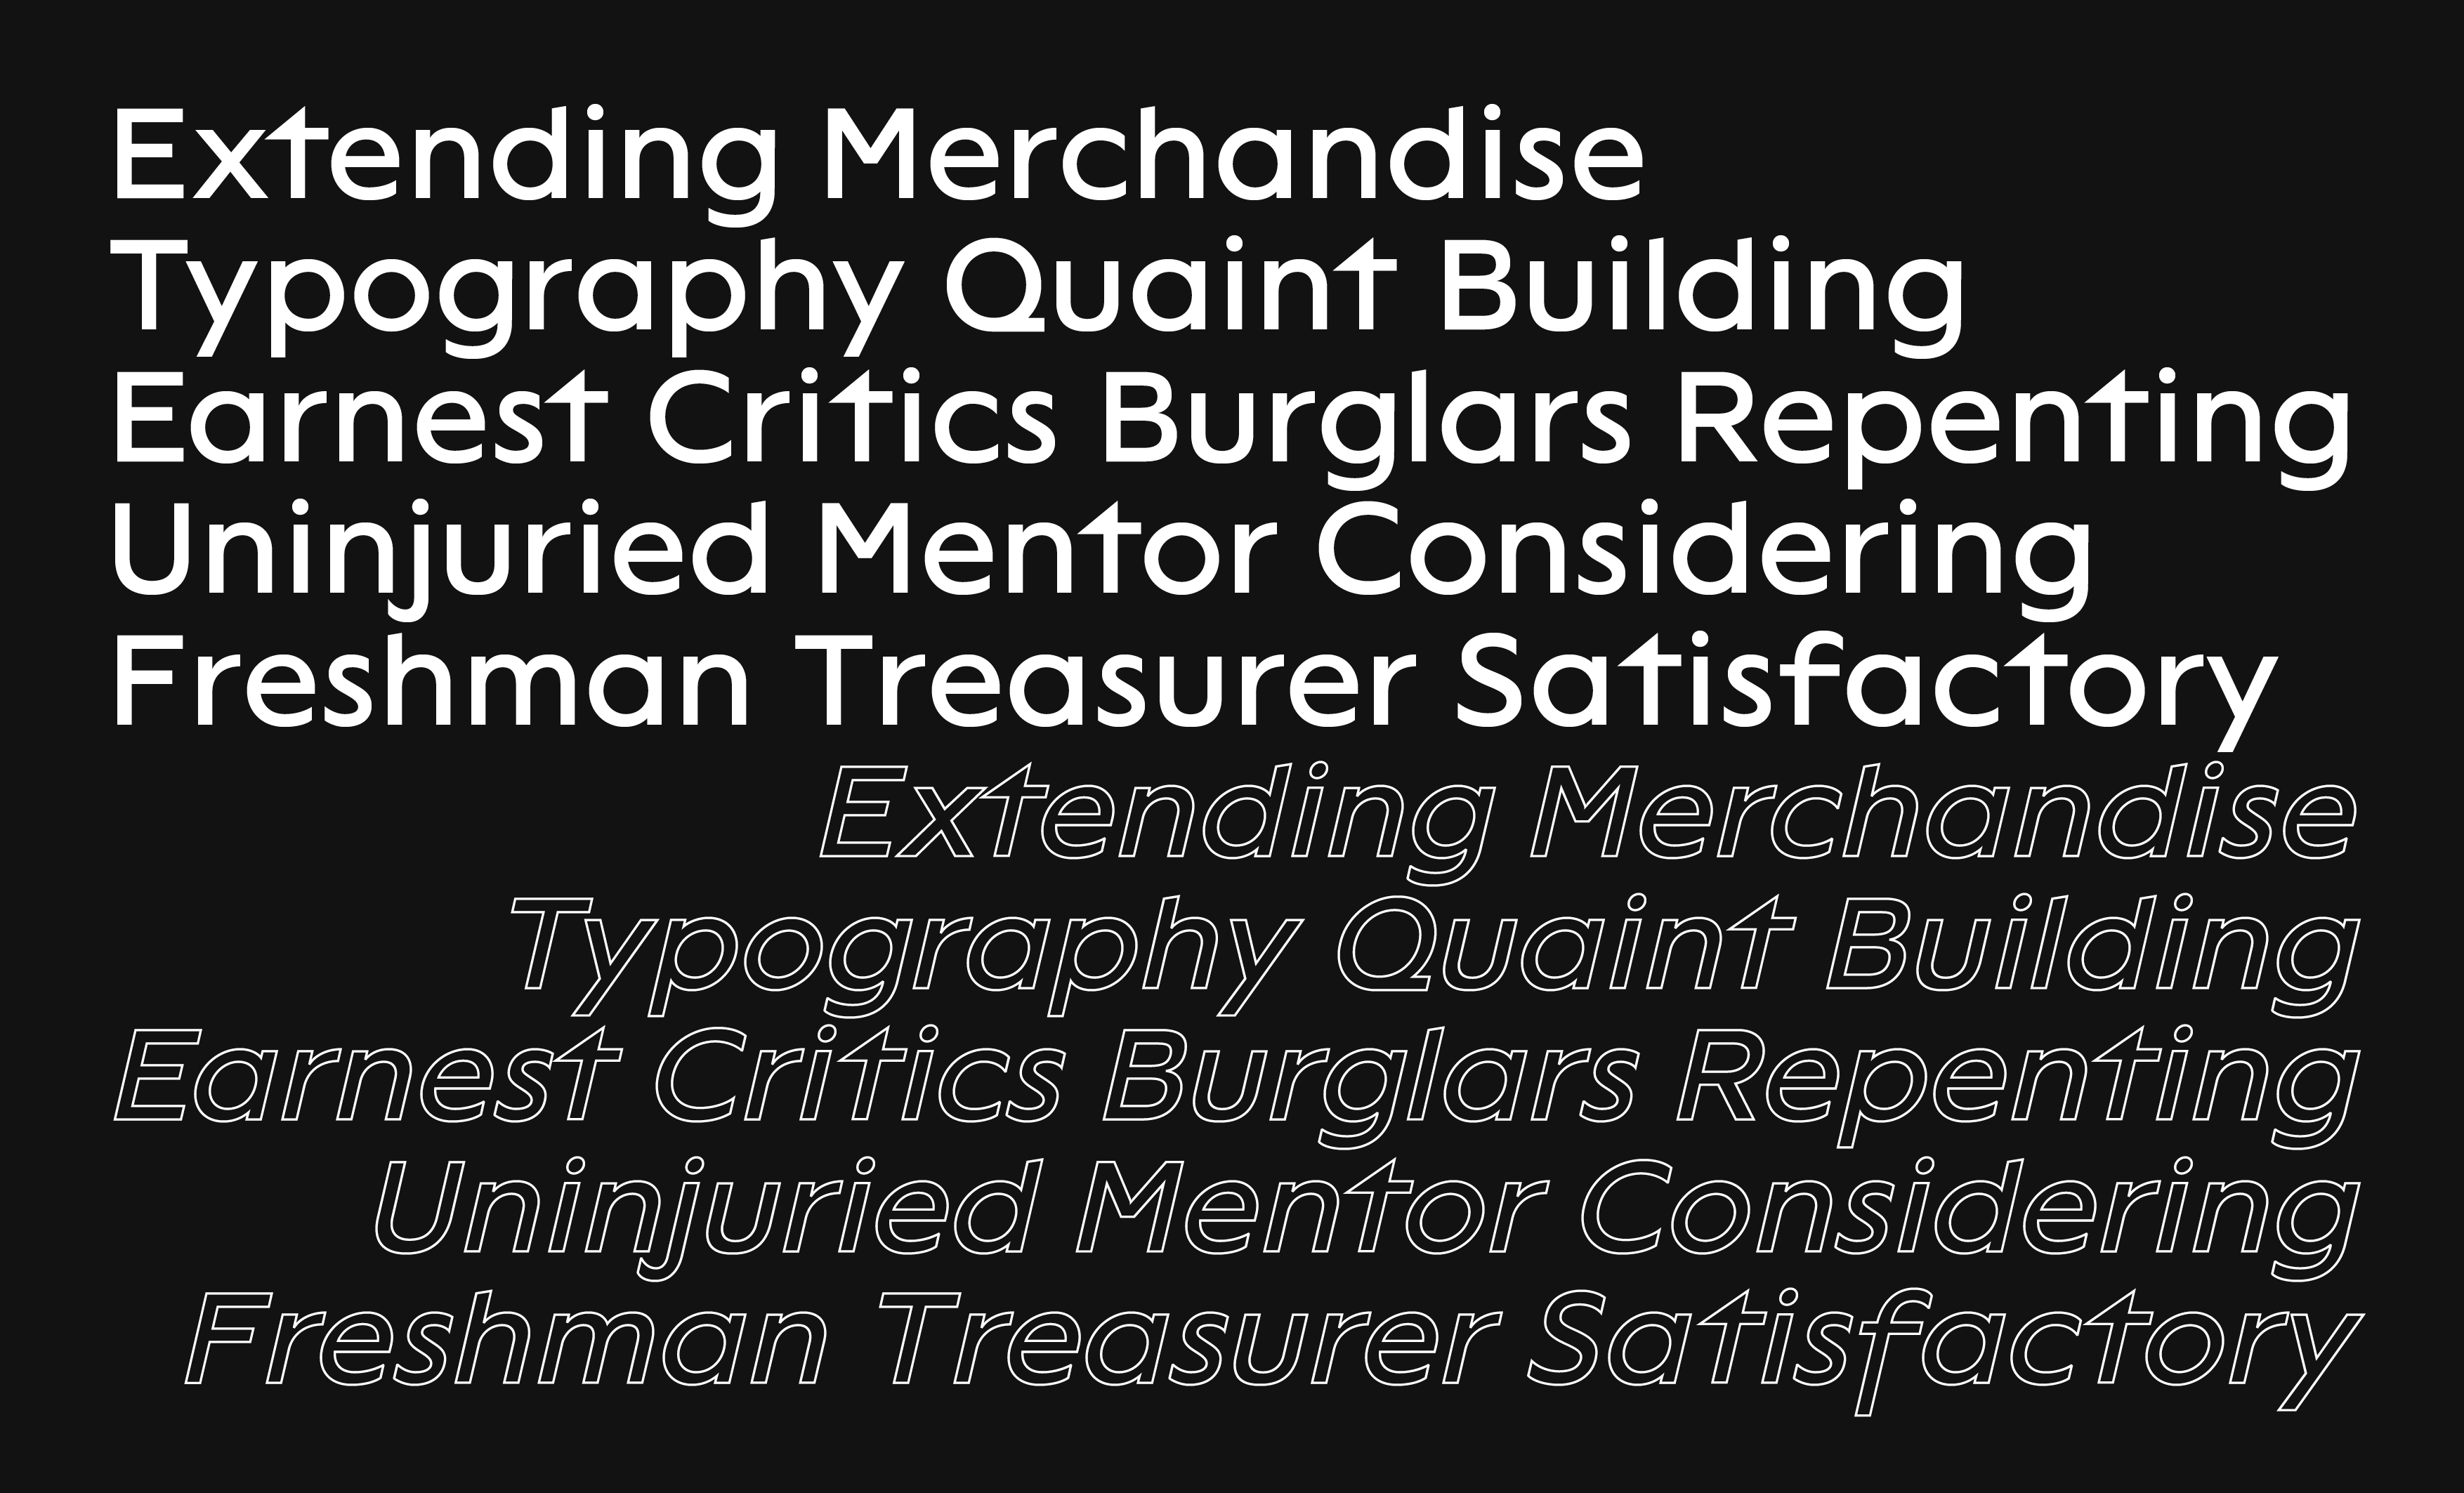 Extending Merchandise
Typography Quaint Building
Earnest Critics Burglars Repenting
Uninjuried Mentor Considering
Freshman Treasurer Satisfactory
Extending Merchandise
Typography Quaint Building
Earnest Critics Burglars Repenting
Uninjuried Mentor Considering
Freshman Treasurer Satisfactory